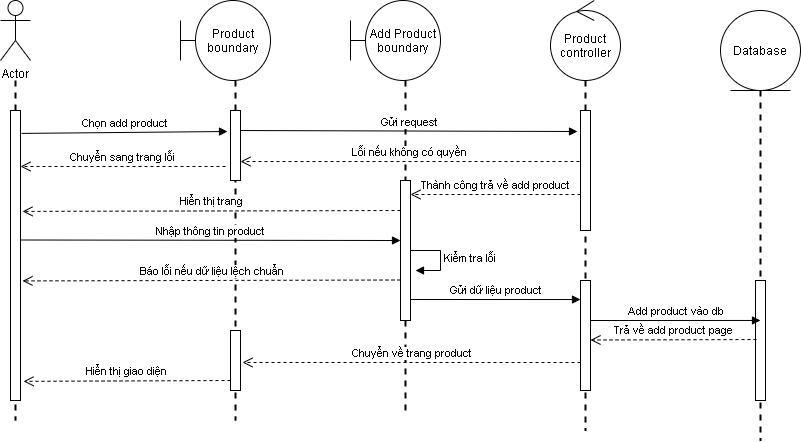 Product
boundary
Add Product
boundary
Product
controller
Database
Actor
Chọn add product
Gửi request
Chuyển sang trang lỗi
Lỗi nếu không có quyền
Thành công trả về add product
Hiển thị trang
Nhập thông tin product
Kiểm tra lỗi
Báo lỗi nếu dữ liệu lệch chuẩn
Gửi dữ liệu product
Add product vào db
Trả về add product page
Chuyển về trang product
Hiển thị giao diện